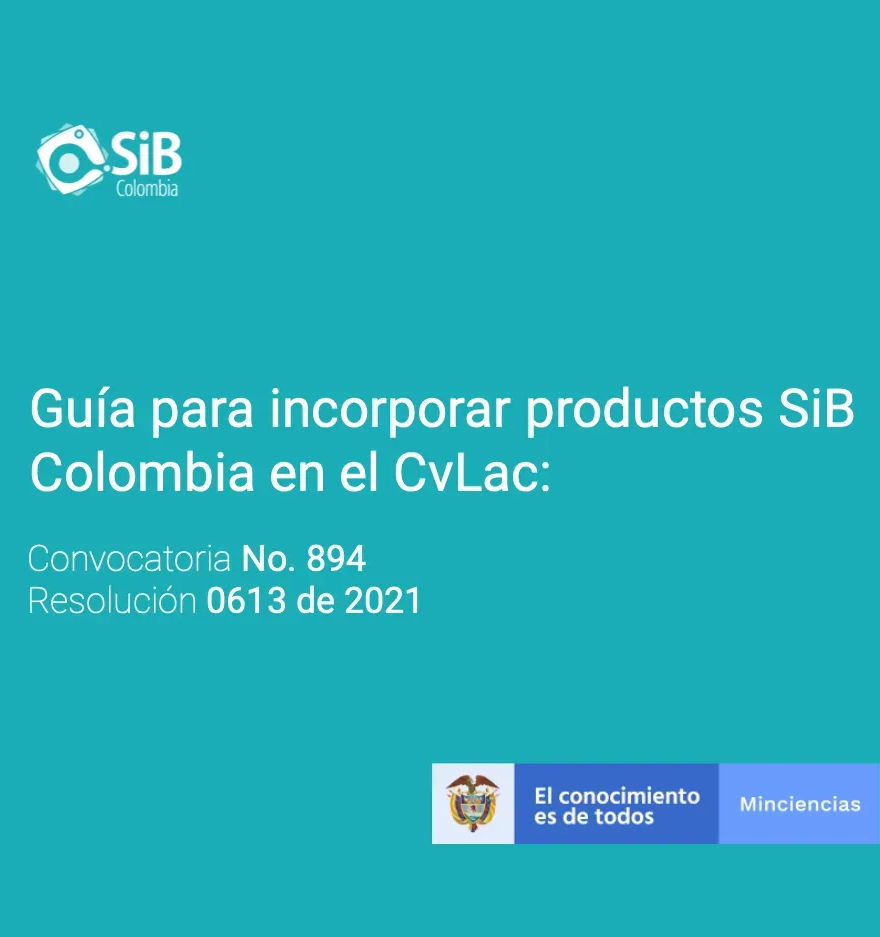 SiB
Colombia
Guía para incorporar productos SiB
Colombia en el CvLac:
Convocatoria No. 894
Resolución 0613 de 2021
El conocimiento
es de todos
Minciencias